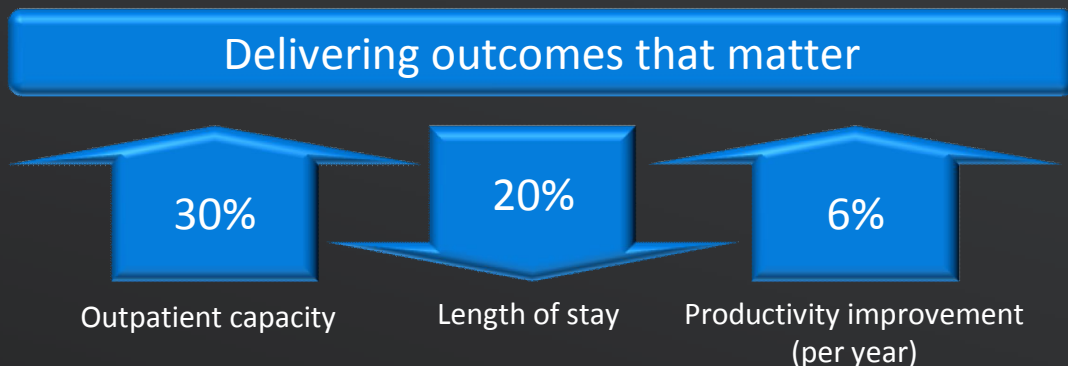 Delivering outcomes that matter
30%
20%
6%
Outpatient capacity
Length of stay
Productivity improvement
(per year)